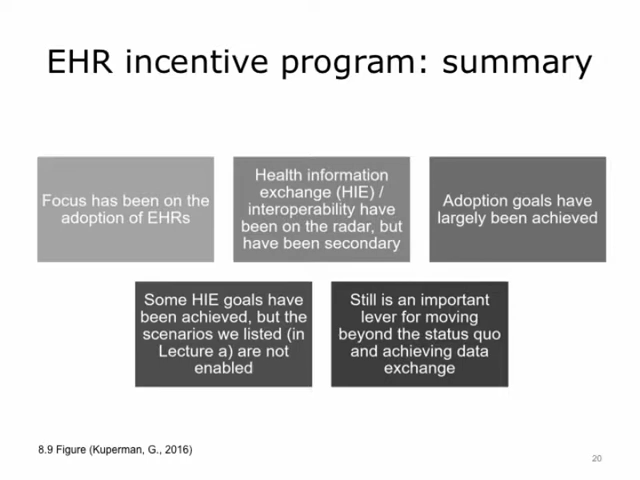 EHR incentive program: summary
Focus has been on the
adoption of EHRs
Health information
exchange (HIE) /
interoperability have
been on the radar, but
have been secondary
Adoption goals have
largely been achieved
Some HIE goals have
been achieved, but the
scenarios we listed (in
Lecture a) are not
enabled
Still is an important
lever for moving
beyond the status quo
and achieving data
exchange
8.9 Figure (Kuperman, G., 2016)
20